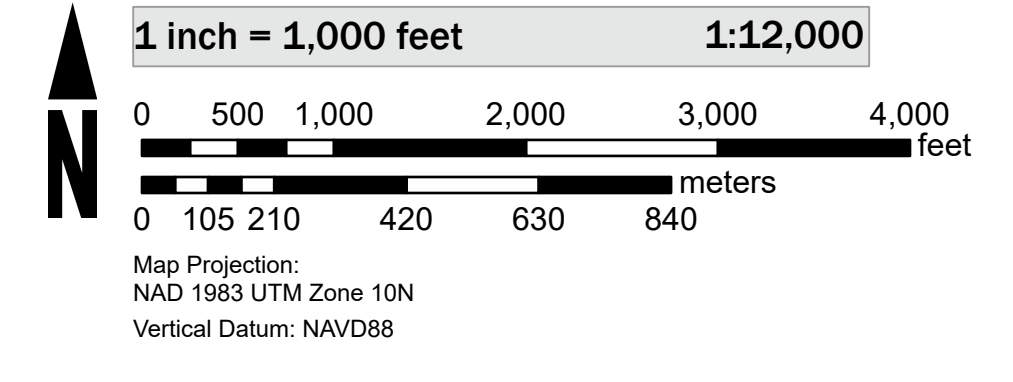 1 inch = 1,000 feet 1:12,000
0 500 1,000 2,000 3,000 4,000
feet
meters
0 105 210 420 630 840
N
Map Projection:
NAD 1983 UTM Zone 10N
Vertical Datum: NAVD88